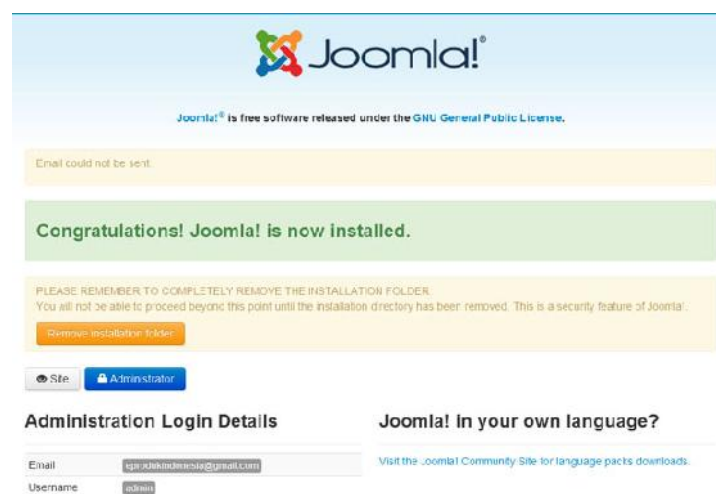 Joomla!®
Joomla!® is free software released under the GNU General Public License.
Email could not be sent.
Congratulations! Joomla! is now installed.
PLEASE REMEMBER TO COMPLETELY REMOVE THE INSTALLATION FOLDER.
You will not be able to proceed beyond this point until the installation directory has been removed. This is a security feature of Joomla!.
Remove installation folder
Site
Administrator
Administration Login Details
Joomla! in your own language?
Email
Visit the Joomla! Community Site for language packs downloads.
Username admin